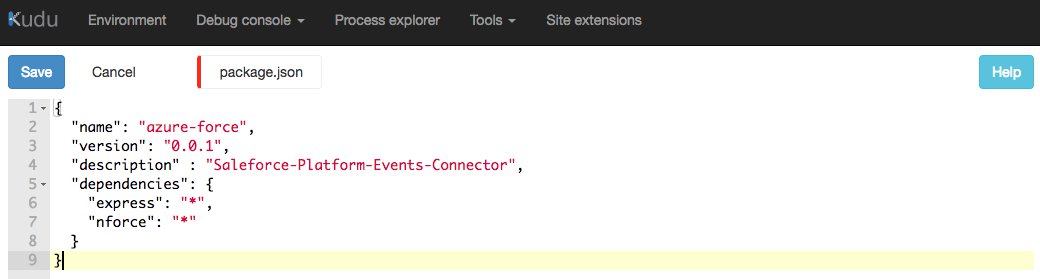 Kudu Environment Debug console Process explorer Tools Site extensions
Save Cancel package.json Help
1 {
2 "name": "azure-force",
3 "version": "0.0.1",
4 "description" : "Saleforce-Platform-Events-Connector",
5 "dependencies": {
6 "express": "*",
7 "nforce": "*"
8 }
9 }